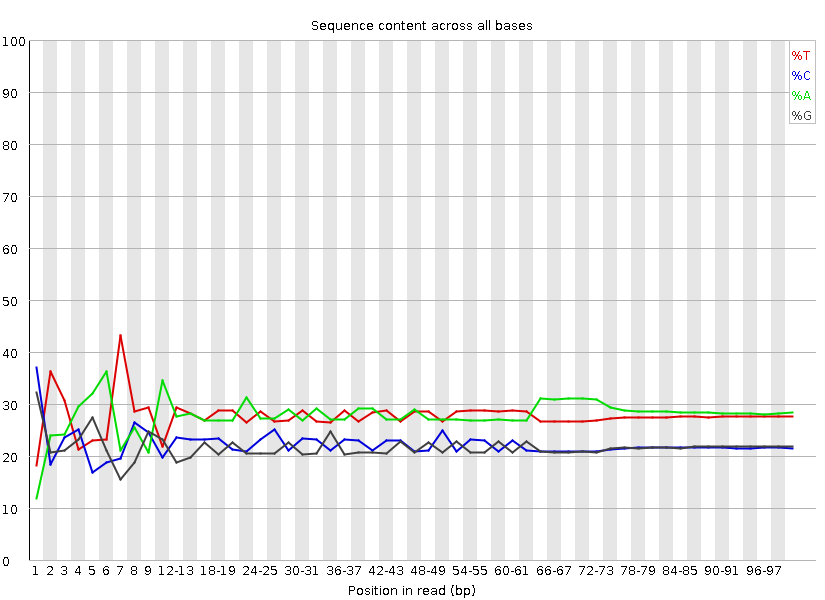 Sequence content across all bases
100
90
80
70
60
50
40
30
20
10
0
%T
%C
%A
%G
1 2 3 4 5 6 7 8 9 12-13 18-19 24-25 30-31 36-37 42-43 48-49 54-55 60-61 66-67 72-73 78-79 84-85 90-91 96-97
Position in read (bp)